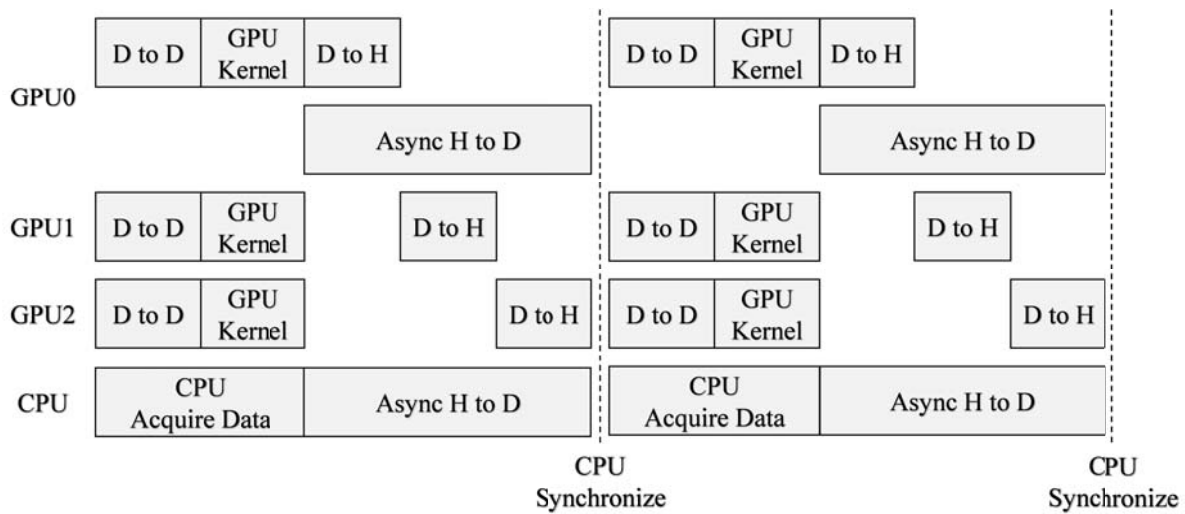 D to D GPU Kernel D to H D to D GPU Kernel D to H
GPU0
Async H to D Async H to D
GPU1 D to D GPU Kernel D to H D to D GPU Kernel D to H
GPU2 D to D GPU Kernel D to H D to D GPU Kernel D to H
CPU CPU Acquire Data Async H to D CPU Acquire Data Async H to D
CPU Synchronize CPU Synchronize